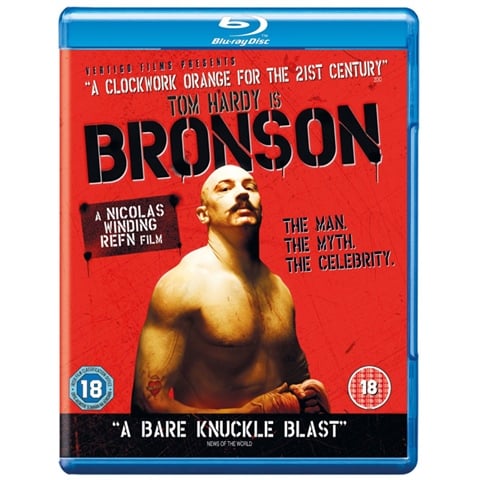 Blu-ray Disc
VERTIGO FILMS PRESENTS
"A CLOCKWORK ORANGE FOR THE 21ST CENTURY"
ZOO
TOM HARDY IS
BRONSON
A NICOLAS
WINDING
REFN FILM
THE MAN.
THE MYTH.
THE CELEBRITY.
18
18
"A BARE KNUCKLE BLAST"
NEWS OF THE WORLD